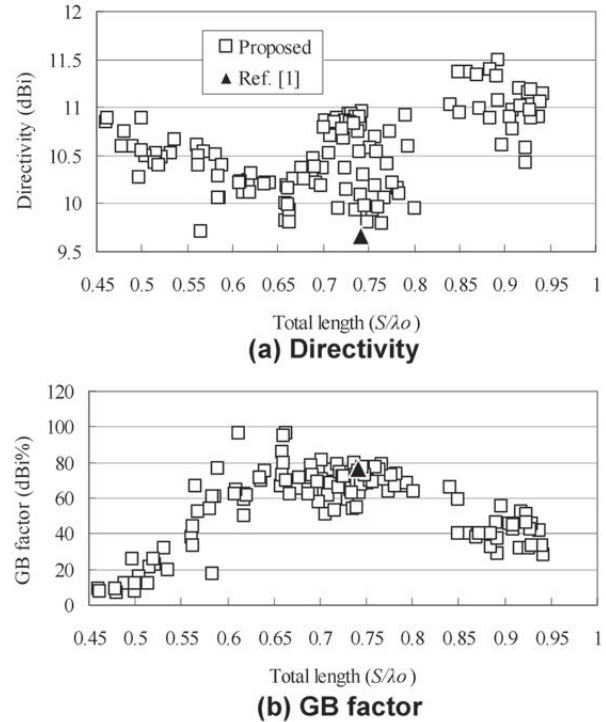 12
11.5
11
10.5
10
9.5
Directivity (dBi)
Proposed
Ref. [1]
0.45 0.5 0.55 0.6 0.65 0.7 0.75 0.8 0.85 0.9 0.95 1
Total length (S/λo)
(a) Directivity
120
100
80
60
40
20
0
GB factor (dBi%)
0.45 0.5 0.55 0.6 0.65 0.7 0.75 0.8 0.85 0.9 0.95 1
Total length (S/λo)
(b) GB factor